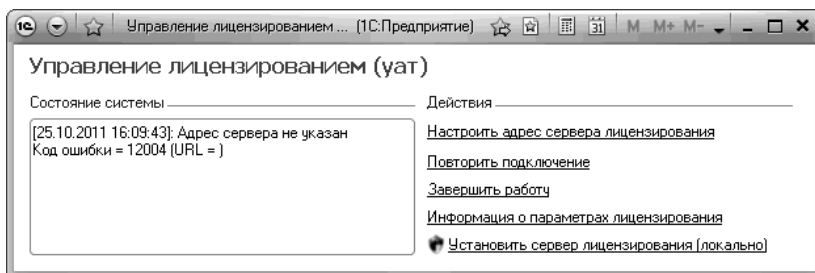 1С Управление лицензированием ... (1С:Предприятие) 31 M M+ M-
Управление лицензированием (уат)
Состояние системы
[25.10.2011 16:09:43]: Адрес сервера не указан
Код ошибки = 12004 (URL = )
Действия
Настроить адрес сервера лицензирования
Повторить подключение
Завершить работу
Информация о параметрах лицензирования
Установить сервер лицензирования (локально)